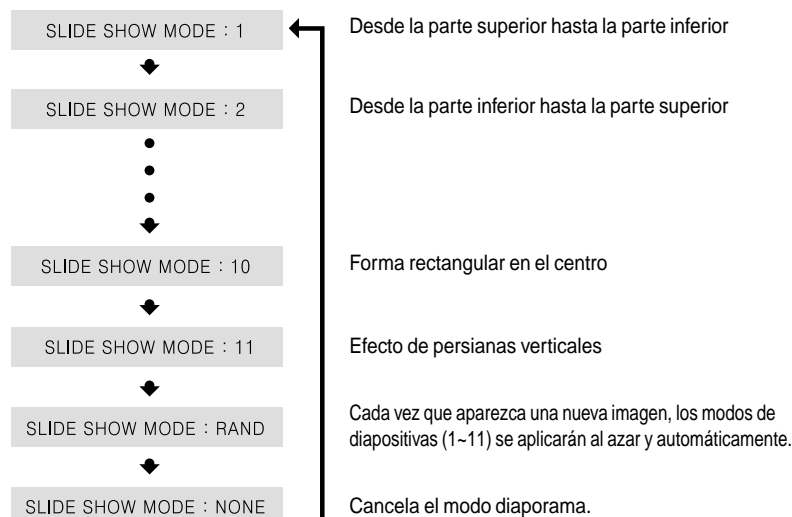 SLIDE SHOW MODE : 1
Desde la parte superior hasta la parte inferior
SLIDE SHOW MODE : 2
Desde la parte inferior hasta la parte superior
SLIDE SHOW MODE : 10
Forma rectangular en el centro
SLIDE SHOW MODE : 11
Efecto de persianas verticales
SLIDE SHOW MODE : RAND
Cada vez que aparezca una nueva imagen, los modos de
diapositivas (1~11) se aplicarán al azar y automáticamente.
SLIDE SHOW MODE : NONE
Cancela el modo diaporama.